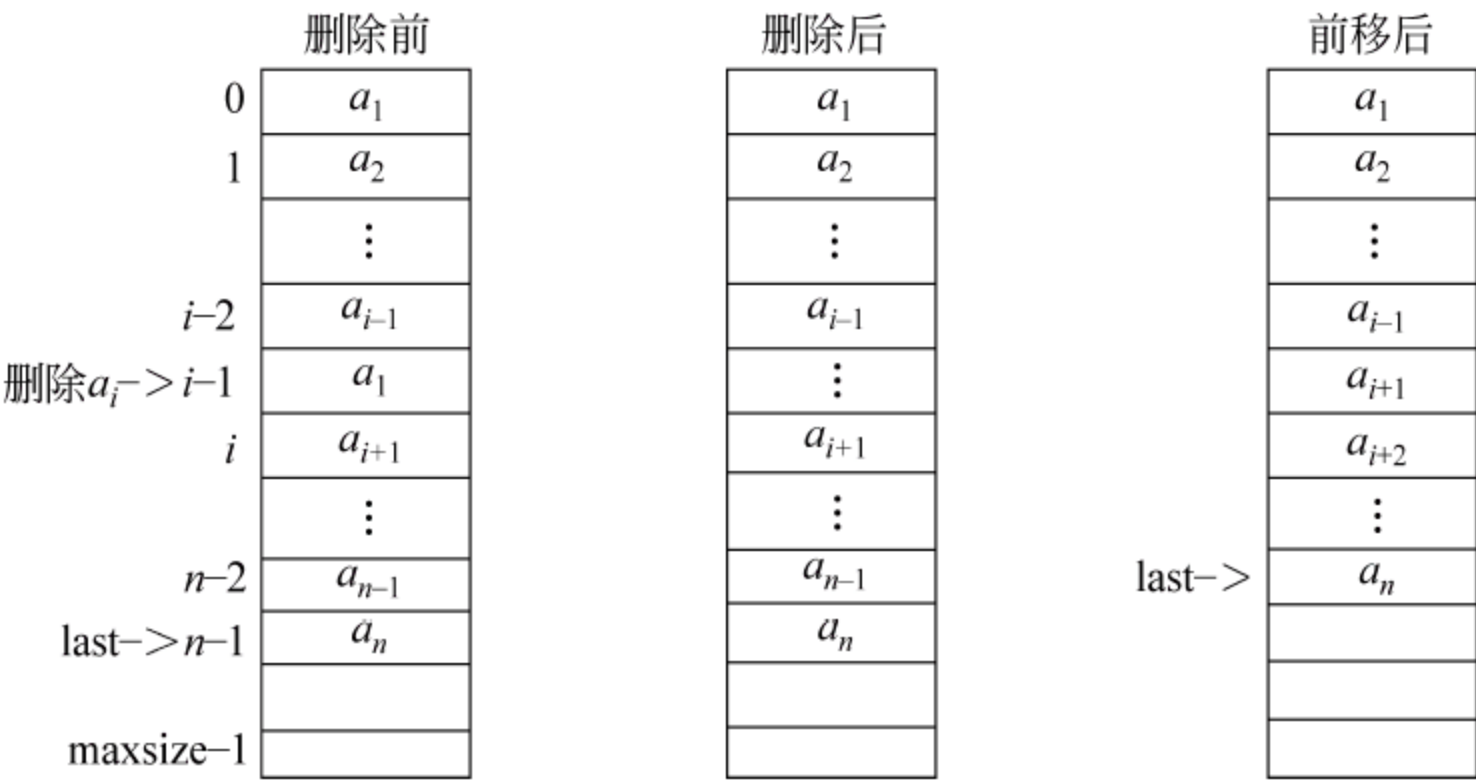 删除前 删除后 前移后
0 a1 a1 a1
1 a2 a2 a2
⋮ ⋮ ⋮
i–2 ai–1 ai–1 ai–1
删除ai–>i–1 a1 ⋮ ai+1
i ai+1 ai+1 ai+2
⋮ ⋮ ⋮
n–2 an–1 an–1 last–> an
last–>n–1 an an
maxsize–1